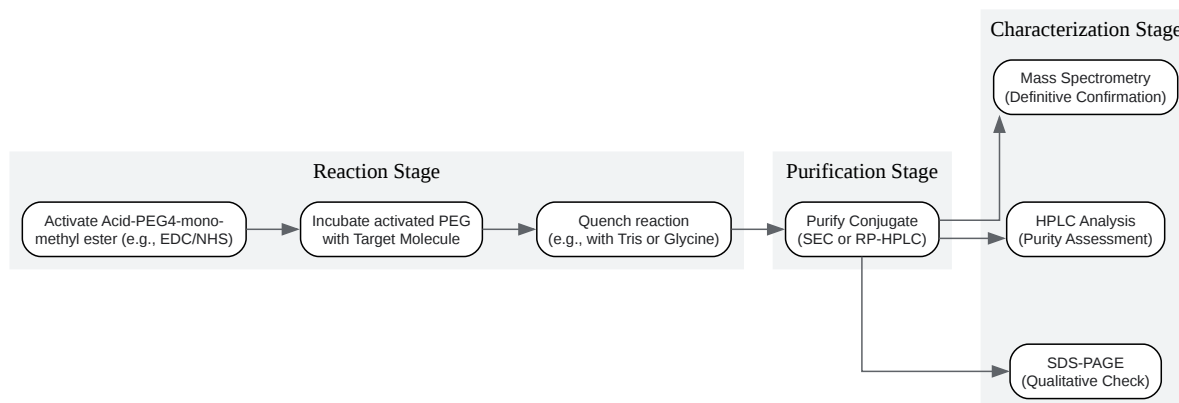 Characterization Stage
Mass Spectrometry
(Definitive Confirmation)
Reaction Stage
Purification Stage
Activate Acid-PEG4-mono-
methyl ester (e.g., EDC/NHS)
Incubate activated PEG
with Target Molecule
Quench reaction
(e.g., with Tris or Glycine)
Purify Conjugate
(SEC or RP-HPLC)
HPLC Analysis
(Purity Assessment)
SDS-PAGE
(Qualitative Check)